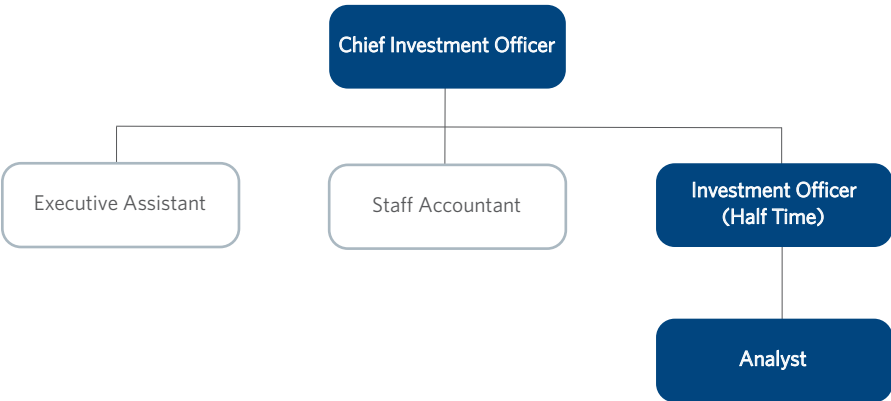 Chief Investment Officer
Executive Assistant
Staff Accountant
Investment Officer
(Half Time)
Analyst